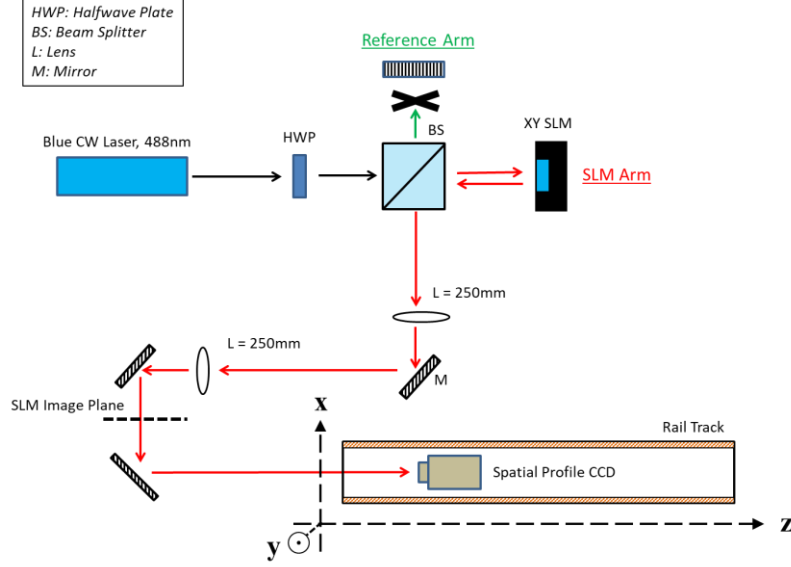 HWP: Halfwave Plate
BS: Beam Splitter
L: Lens
M: Mirror
Reference Arm
Blue CW Laser, 488nm
HWP
BS
XY SLM
SLM Arm
L = 250mm
L = 250mm
M
SLM Image Plane
x
Rail Track
Spatial Profile CCD
y
z